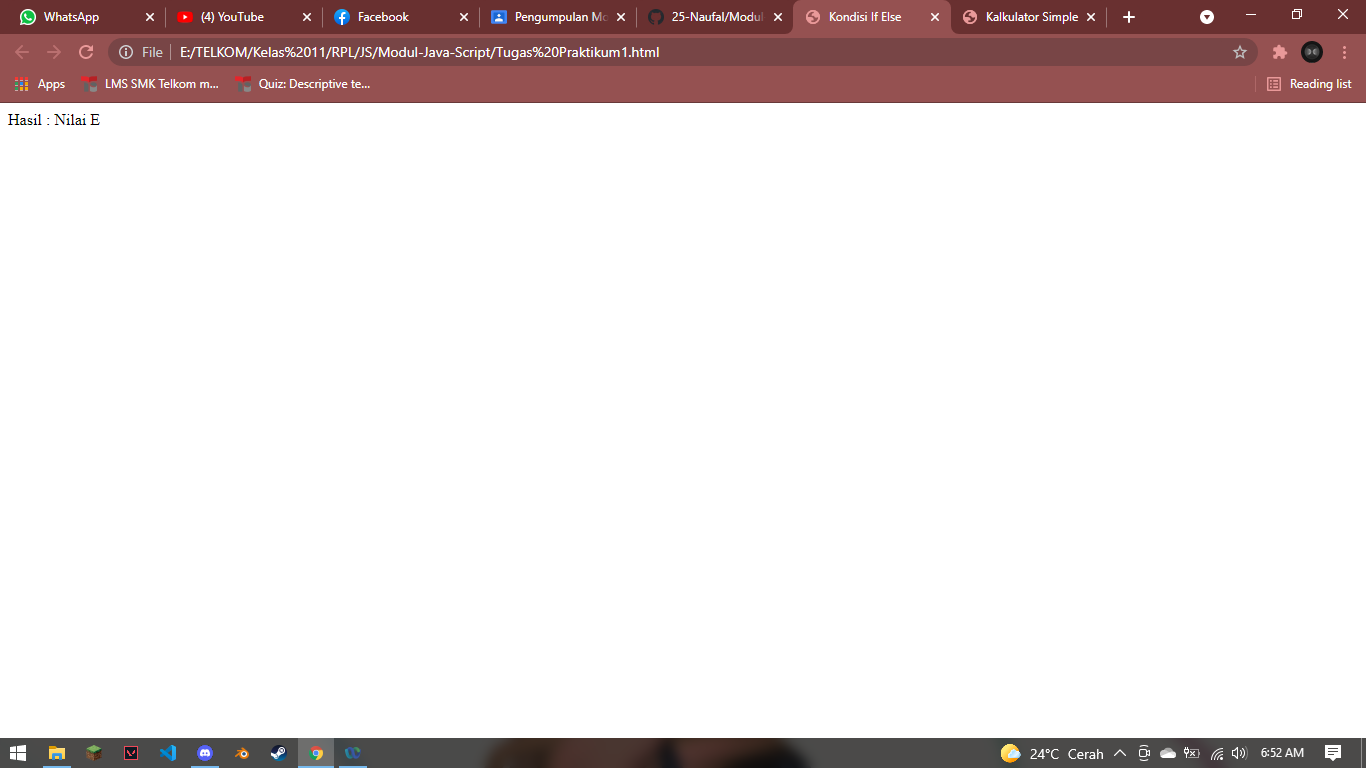 WhatsApp
(4) YouTube
Facebook
Pengumpulan Mo
25-Naufal/Modul
Kondisi If Else
Kalkulator Simple
File
E:/TELKOM/Kelas%2011/RPL/JS/Modul-Java-Script/Tugas%20Praktikum1.html
Apps
LMS SMK Telkom m...
Quiz: Descriptive te...
Reading list
Hasil : Nilai E
24°C Cerah
6:52 AM